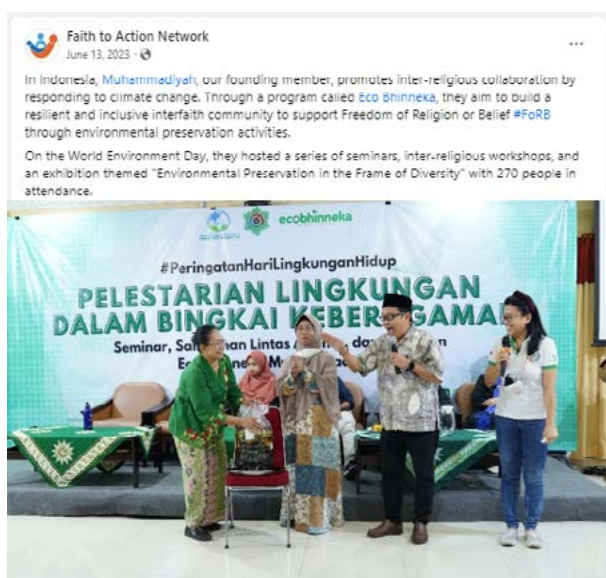 Faith to Action Network
June 13, 2023 ·
In Indonesia, Muhammadiyah, our founding member, promotes inter-religious collaboration by
responding to climate change. Through a program called Eco Bhinneka, they aim to build a
resilient and inclusive interfaith community to support Freedom of Religion or Belief #FoRB
through environmental preservation activities.
On the World Environment Day, they hosted a series of seminars, inter-religious workshops, and
an exhibition themed "Environmental Preservation in the Frame of Diversity" with 270 people in
attendance.
ecobhinneka
#PeringatanHariLingkunganHidup
PELESTARIAN LINGKUNGAN
DALAM BINGKAI
Seminar,